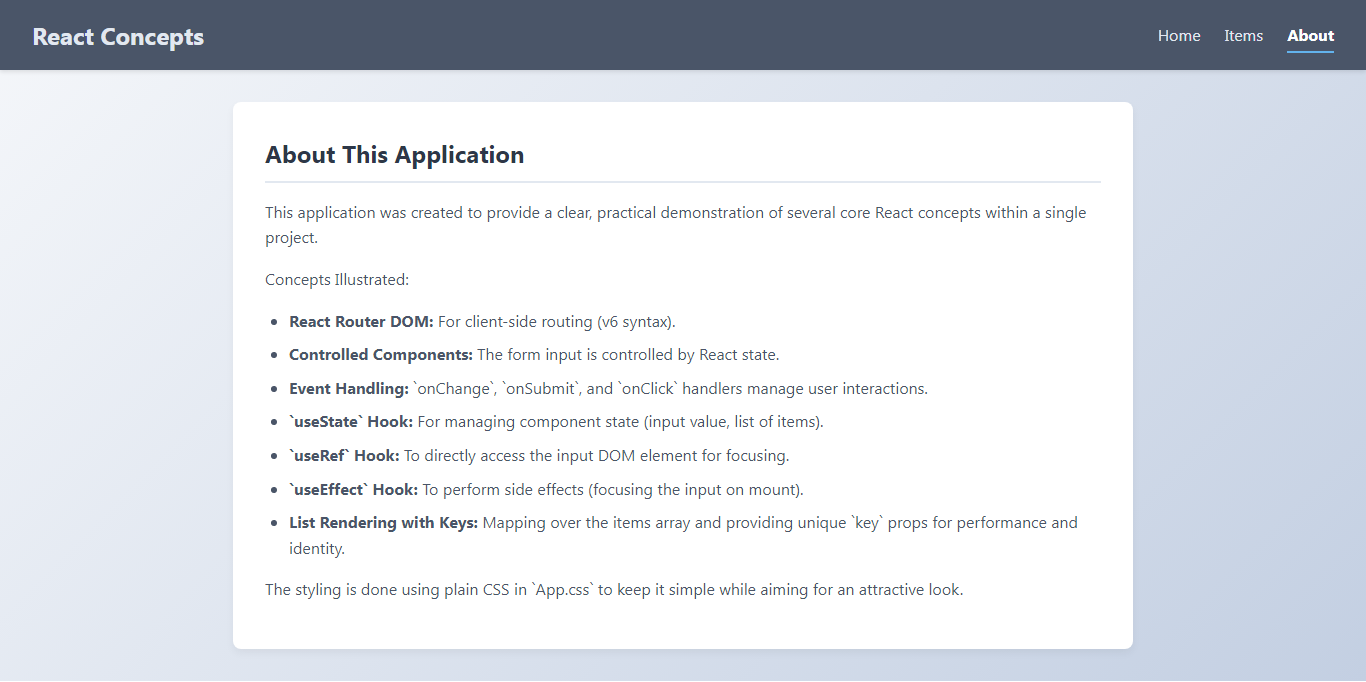 React Concepts
Home Items About
About This Application
This application was created to provide a clear, practical demonstration of several core React concepts within a single
project.
Concepts Illustrated:
• React Router DOM: For client-side routing (v6 syntax).
• Controlled Components: The form input is controlled by React state.
• Event Handling: `onChange`, `onSubmit`, and `onClick` handlers manage user interactions.
• `useState` Hook: For managing component state (input value, list of items).
• `useRef` Hook: To directly access the input DOM element for focusing.
• `useEffect` Hook: To perform side effects (focusing the input on mount).
• List Rendering with Keys: Mapping over the items array and providing unique `key` props for performance and
identity.
The styling is done using plain CSS in `App.css` to keep it simple while aiming for an attractive look.